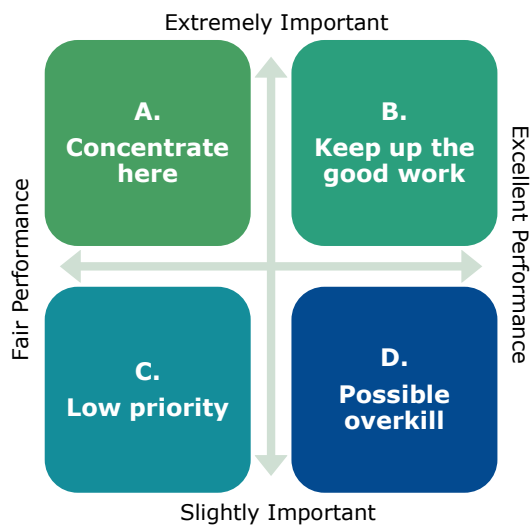 Extremely Important
A.
Concentrate
here
B.
Keep up the
good work
Fair Performance
Excellent Performance
C.
Low priority
D.
Possible
overkill
Slightly Important